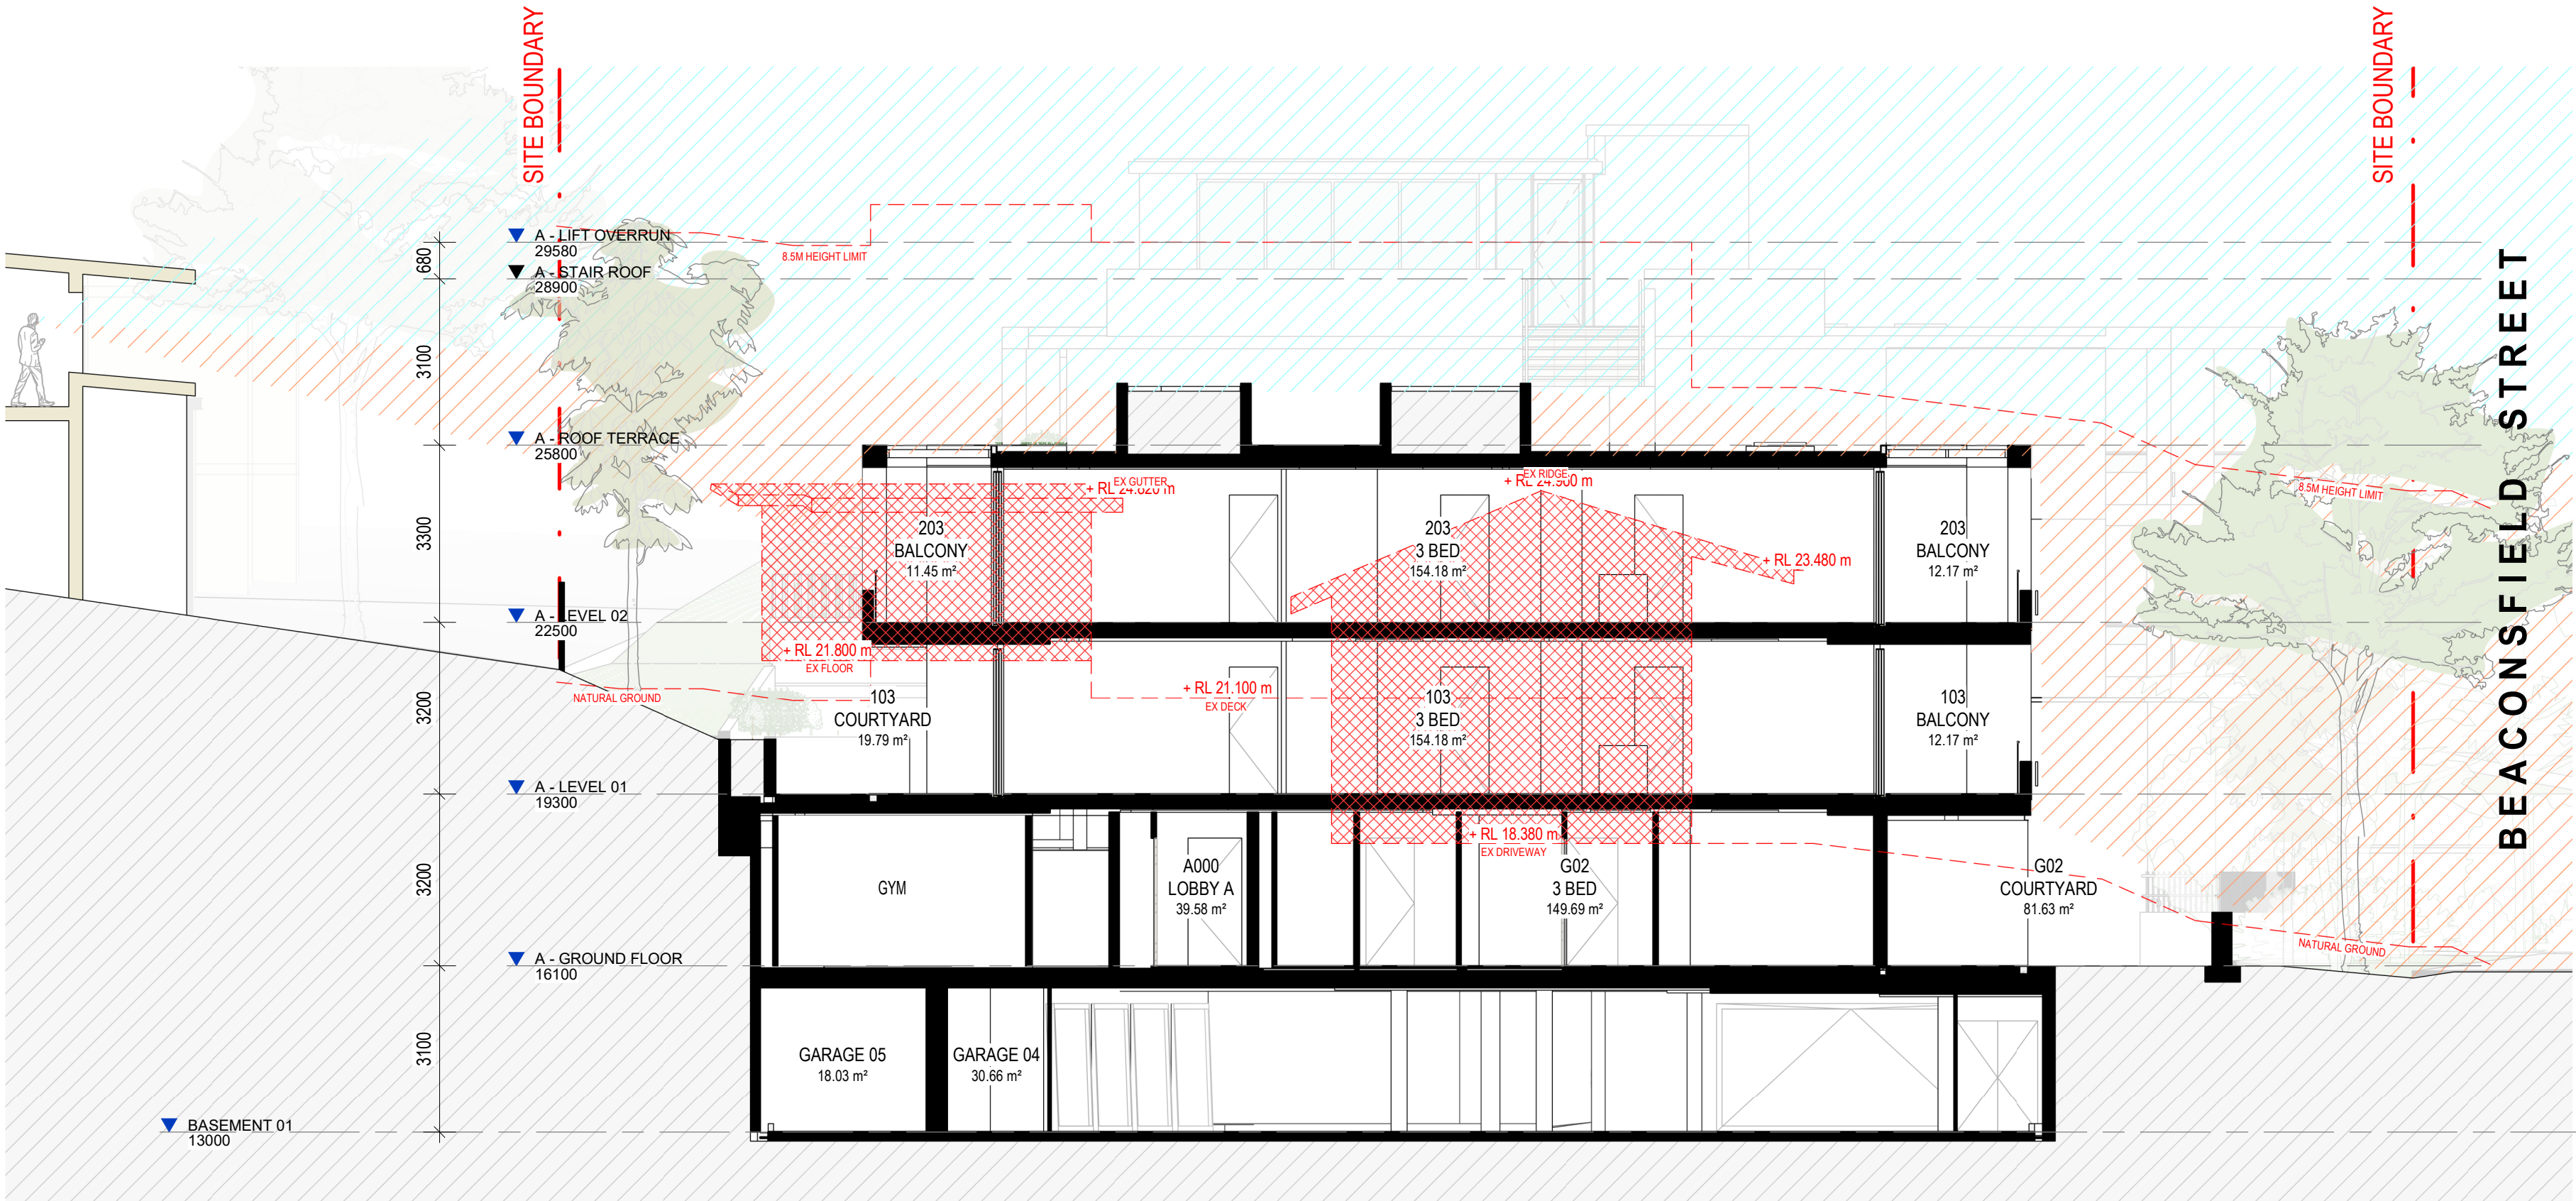 SITE BOUNDARY
SITE BOUNDARY
A - LIFT OVERRUN
29580
680
8.5M HEIGHT LIMIT
A - STAIR ROOF
28900
3100
A - ROOF TERRACE
25800
EX GUTTER
+ RL 24.620 m
EX RIDGE
+ RL 24.960 m
8.5M HEIGHT LIMIT
BEACONSFIELD STREET
3300
203
BALCONY
11.45 m²
203
3 BED
154.18 m²
+ RL 23.480 m
203
BALCONY
12.17 m²
A - LEVEL 02
22500
+ RL 21.800 m
EX FLOOR
NATURAL GROUND
+ RL 21.100 m
EX DECK
3200
103
COURTYARD
19.79 m²
103
3 BED
154.18 m²
103
BALCONY
12.17 m²
A - LEVEL 01
19300
+ RL 18.380 m
EX DRIVEWAY
3200
GYM
A000
LOBBY A
39.58 m²
G02
3 BED
149.69 m²
G02
COURTYARD
81.63 m²
NATURAL GROUND
A - GROUND FLOOR
16100
3100
GARAGE 05
18.03 m²
GARAGE 04
30.66 m²
BASEMENT 01
13000